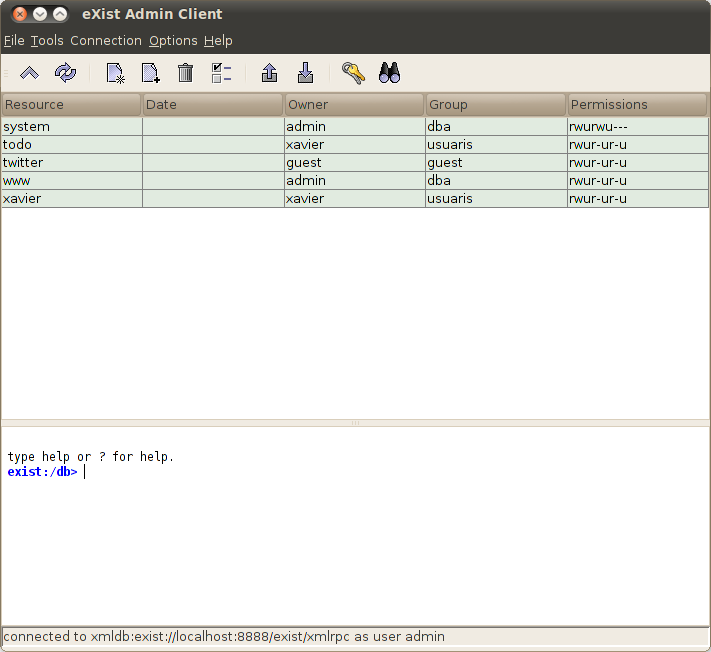 eXist Admin Client
File Tools Connection Options Help
Resource Date Owner Group Permissions
system admin dba rwurwu---
todo xavier usuaris rwur-ur-u
twitter guest guest rwur-ur-u
www admin dba rwur-ur-u
xavier xavier usuaris rwur-ur-u
type help or ? for help.
exist:/db>
connected to xmldb:exist://localhost:8888/exist/xmlrpc as user admin